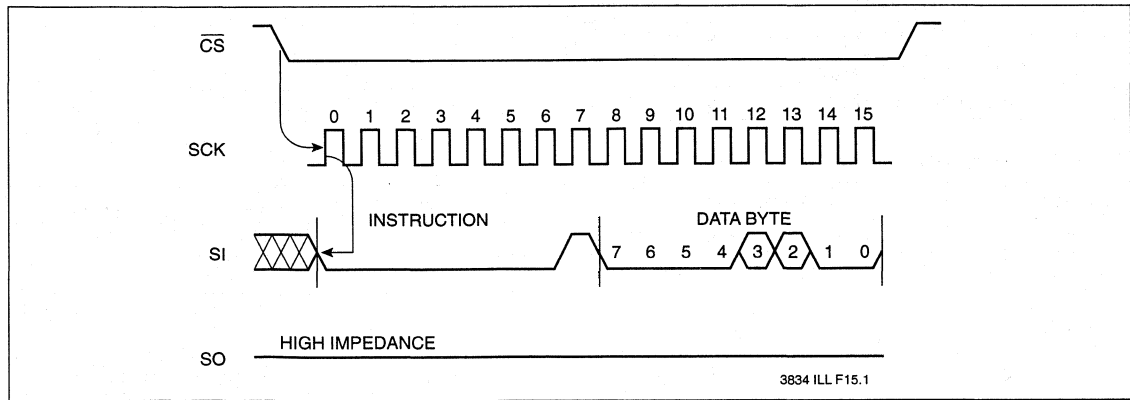 CS
0 1 2 3 4 5 6 7 8 9 10 11 12 13 14 15
SCK
INSTRUCTION
DATA BYTE
SI
7 6 5 4 3 2 1 0
HIGH IMPEDANCE
SO
3834 ILL F15.1